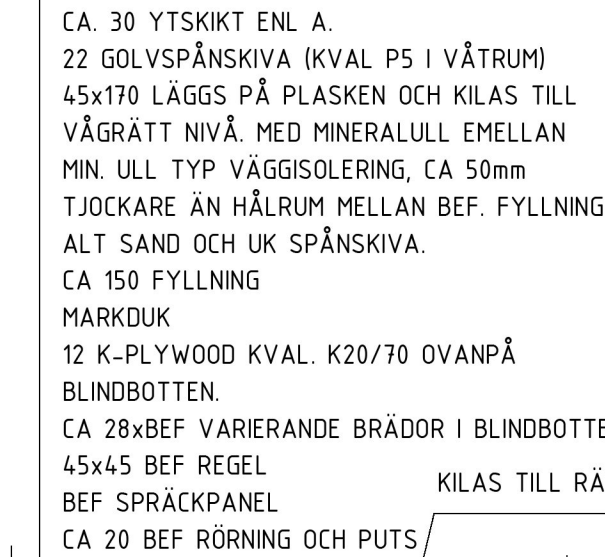 CA. 30 YTSKIKT ENL A.
22 GOLVSPÅNSKIVA (KVAL P5 I VÅTRUM)
45x170 LÄGGS PÅ PLASKEN OCH KILAS TILL
VÅGRÄTT NIVÅ. MED MINERALULL EMELLAN
MIN. ULL TYP VÄGGISOLERING, CA 50mm
TJOCKARE ÄN HÅLRUM MELLAN BEF. FYLLNING
ALT SAND OCH UK SPÅNSKIVA.
CA 150 FYLLNING
MARKDUK
12 K-PLYWOOD KVAL. K20/70 OVANPÅ
BLINDBOTTEN.
CA 28xBEF VARIERANDE BRÄDOR I BLINDBOTTE
45x45 BEF REGEL
KILAS TILL RÄ
BEF SPRÄCKPANEL
CA 20 BEF RÖRNING OCH PUTS